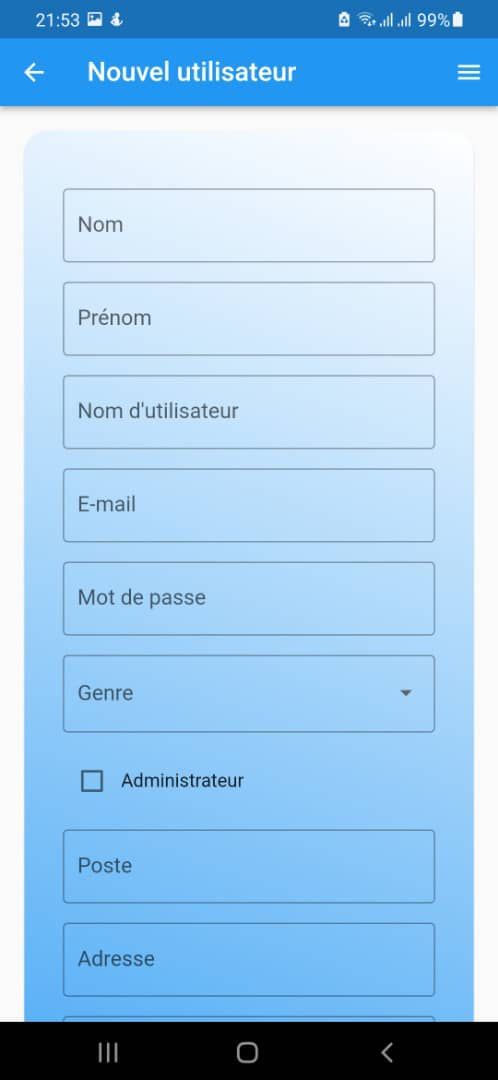 21:53 99%
Nouvel utilisateur
Nom
Prénom
Nom d'utilisateur
E-mail
Mot de passe
Genre
Administrateur
Poste
Adresse